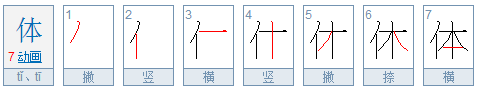 体
7 动画
tǐ、tī
1 2 3 4 5 6 7
撇 竖 横 竖 撇 捺 横